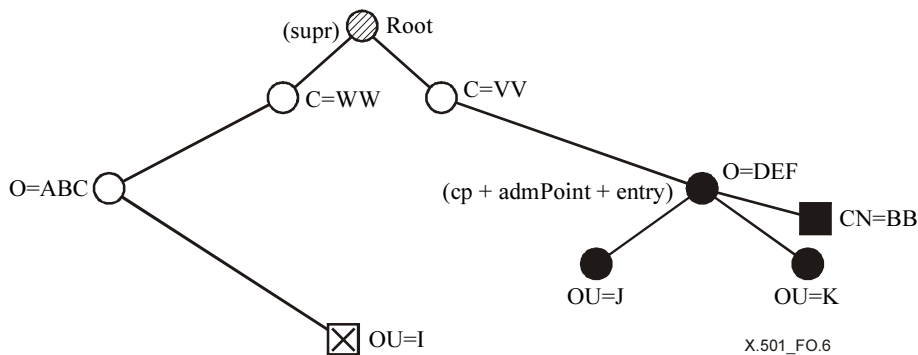 (supr) Root
C=WW
C=VV
O=ABC
O=DEF
(cp + admPoint + entry)
CN=BB
OU=J
OU=K
OU=I
X.501_FO.6